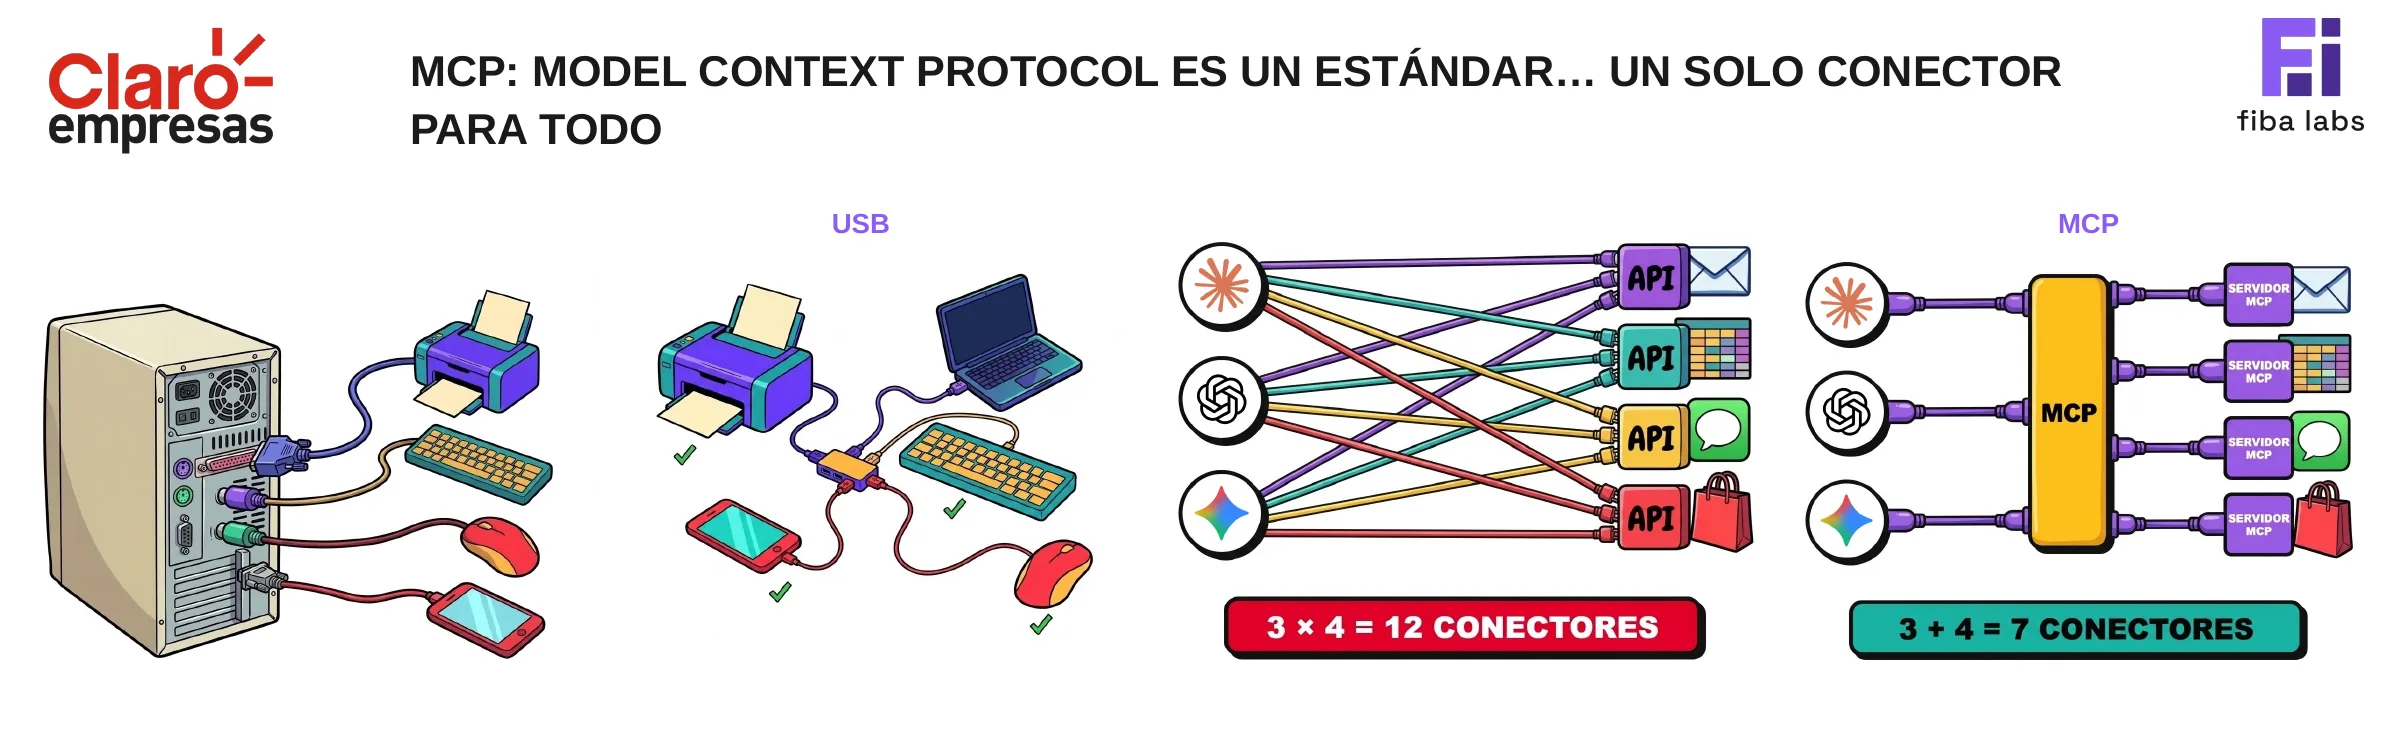 Claro
empresas
MCP: MODEL CONTEXT PROTOCOL ES UN ESTÁNDAR... UN SOLO CONECTOR
PARA TODO
fiba labs
USB
API
API
API
API
3 × 4 = 12 CONECTORES
MCP
MCP
SERVIDOR
MCP
SERVIDOR
MCP
SERVIDOR
MCP
SERVIDOR
MCP
3 + 4 = 7 CONECTORES